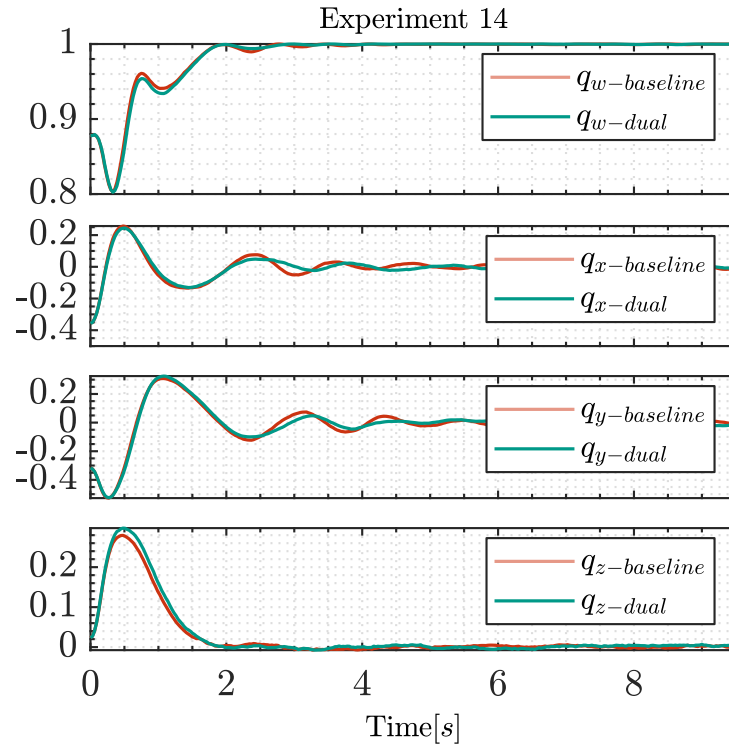 Experiment 14
1
0.9
0.8
q_{w-baseline}
q_{w-dual}
0.2
0
-0.2
-0.4
q_{x-baseline}
q_{x-dual}
0.2
0
-0.2
-0.4
q_{y-baseline}
q_{y-dual}
0.2
0.1
0
q_{z-baseline}
q_{z-dual}
0 2 4 6 8
Time[s]